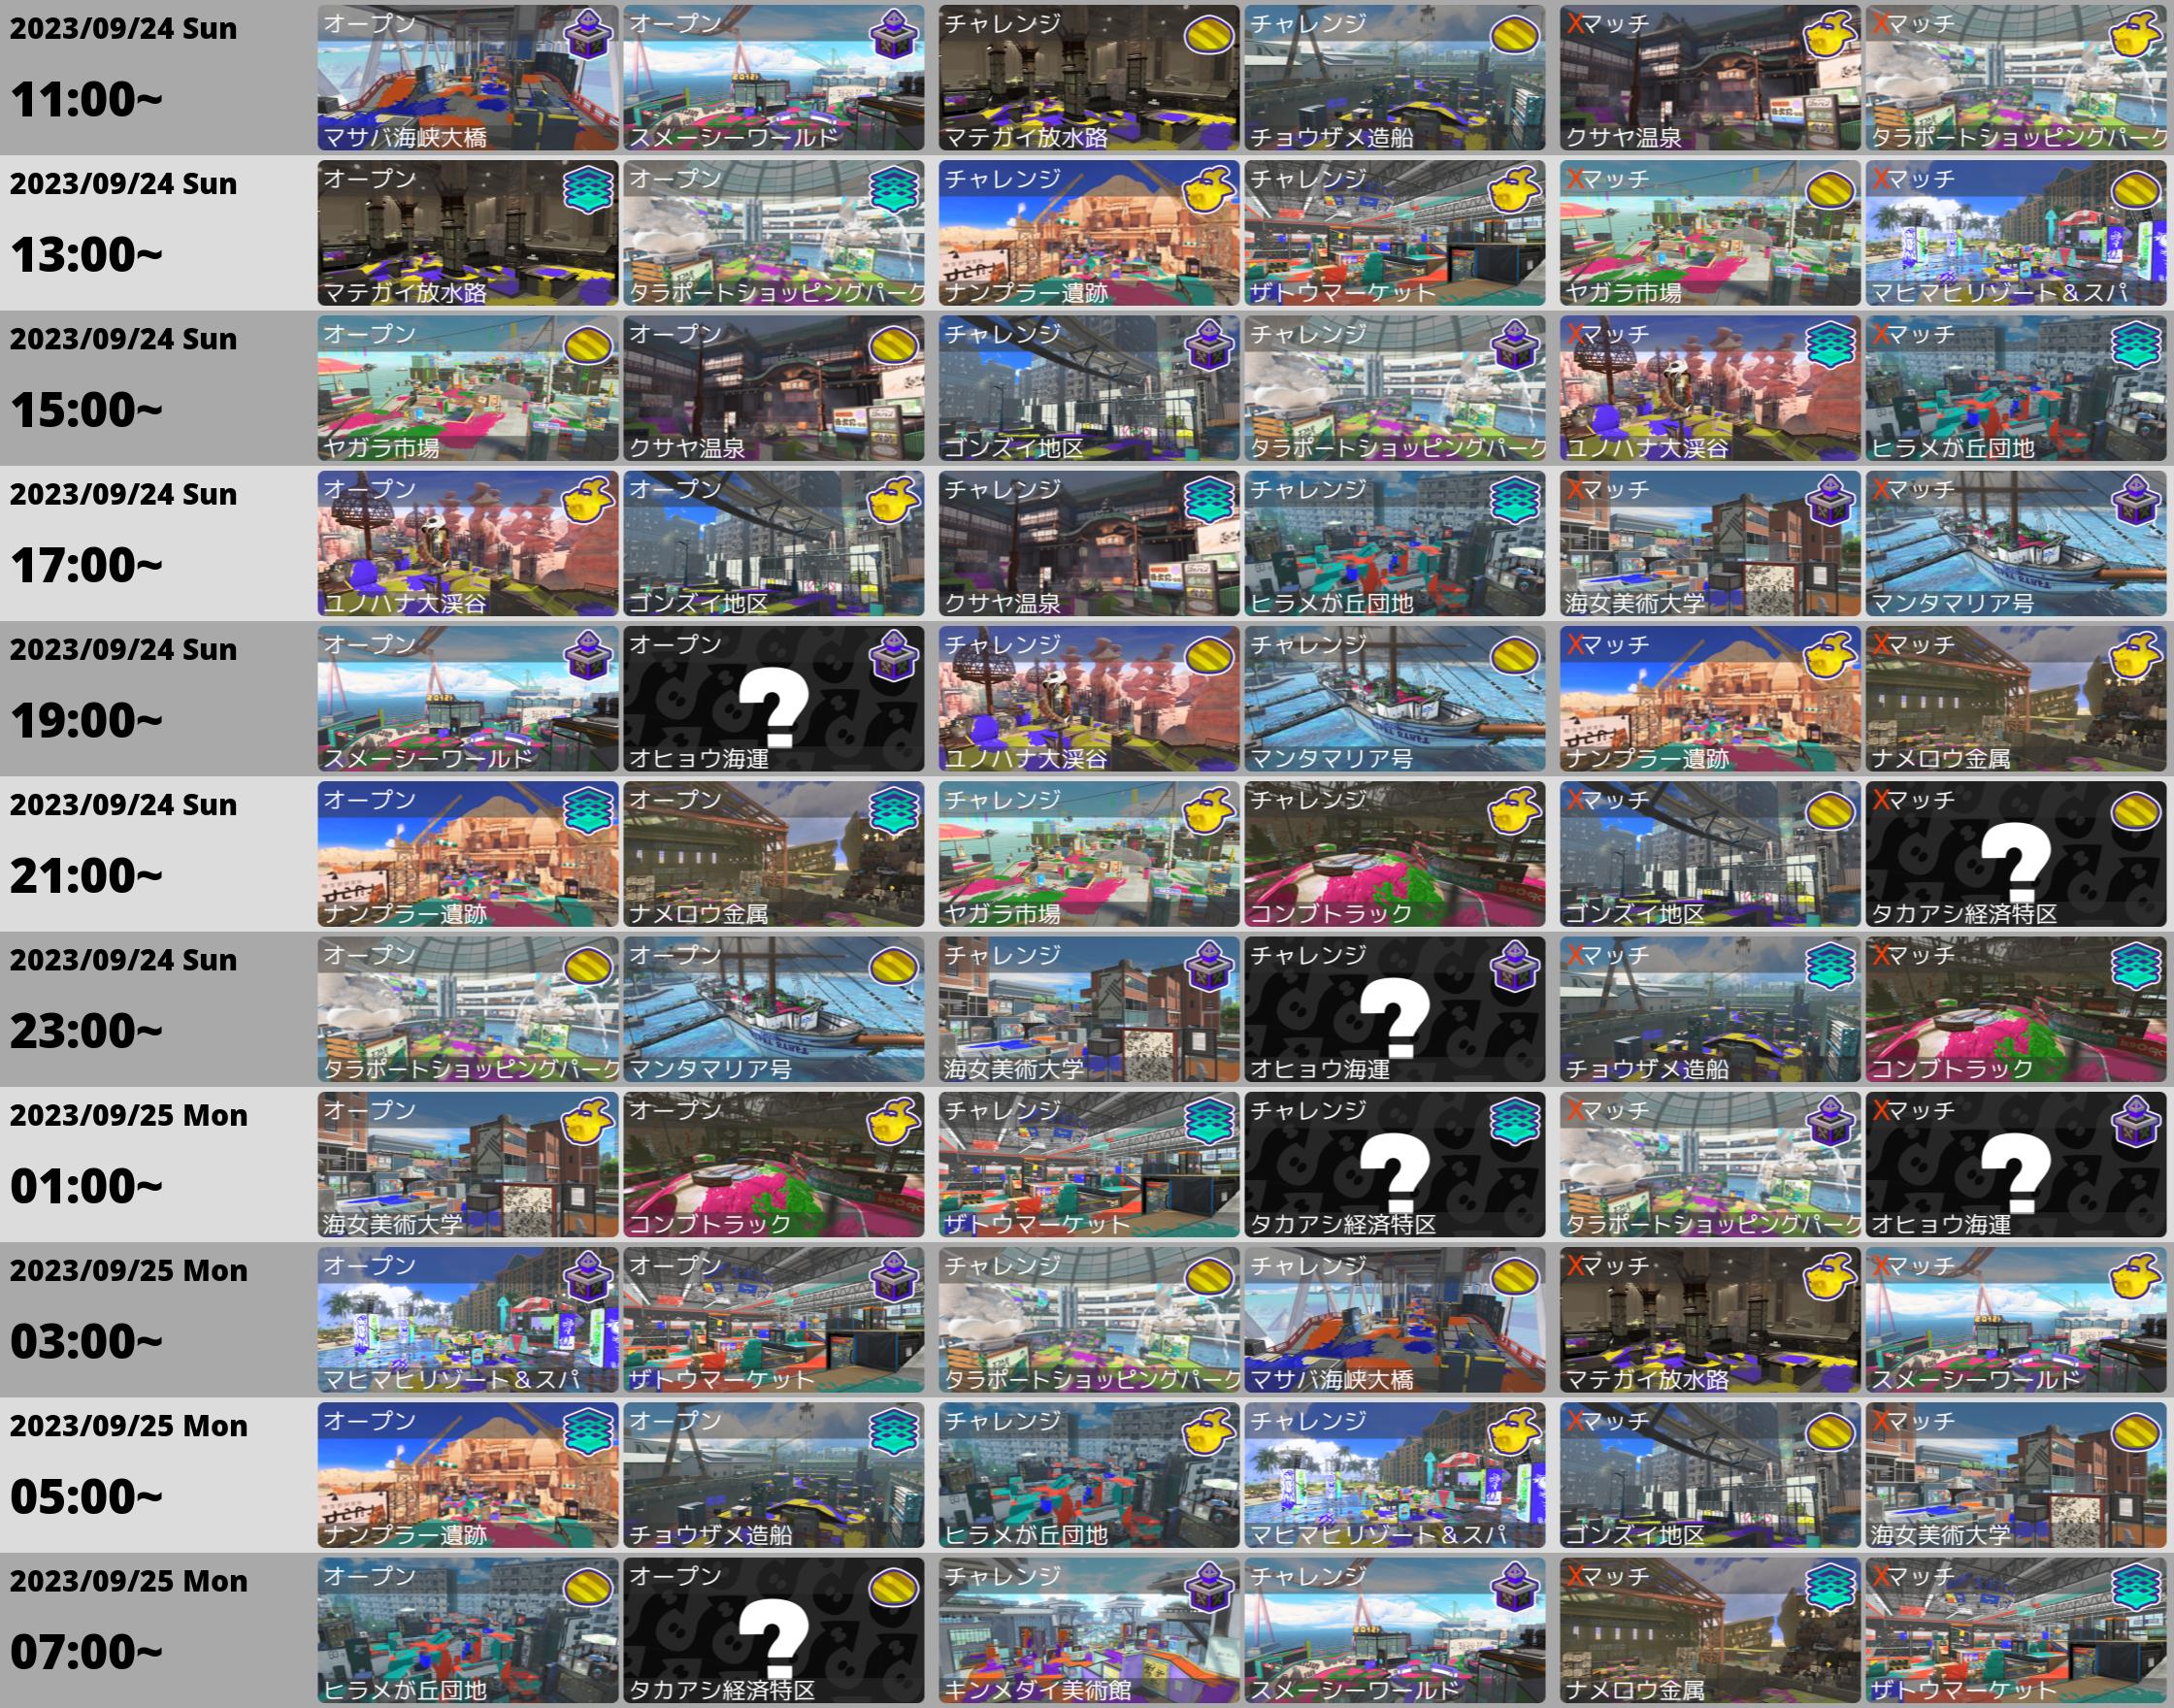 2023/09/24 Sun
11:00~
オープン オープン チャレンジ チャレンジ Xマッチ Xマッチ
マサバ海峡大橋 スメーシーワールド マテガイ放水路 チョウザメ造船 クサヤ温泉 タラポートショッピングパーク
2023/09/24 Sun
13:00~
オープン オープン チャレンジ チャレンジ Xマッチ Xマッチ
マテガイ放水路 タラポートショッピングパーク ナンプラー遺跡 ザトウマーケット ヤガラ市場 マヒマヒリゾート&スパ
2023/09/24 Sun
15:00~
オープン オープン チャレンジ チャレンジ Xマッチ Xマッチ
ヤガラ市場 クサヤ温泉 ゴンズイ地区 タラポートショッピングパーク ユノハナ大渓谷 ヒラメが丘団地
2023/09/24 Sun
17:00~
オープン オープン チャレンジ チャレンジ Xマッチ Xマッチ
ユノハナ大渓谷 ゴンズイ地区 クサヤ温泉 ヒラメが丘団地 海女美術大学 マンタマリア号
2023/09/24 Sun
19:00~
オープン オープン チャレンジ チャレンジ Xマッチ Xマッチ
?
スメーシーワールド オヒョウ海運 ユノハナ大渓谷 マンタマリア号 ナンプラー遺跡 ナメロウ金属
2023/09/24 Sun
21:00~
オープン オープン チャレンジ チャレンジ Xマッチ Xマッチ
?
ナンプラー遺跡 ナメロウ金属 ヤガラ市場 コンブトラック ゴンズイ地区 タカアシ経済特区
2023/09/24 Sun
23:00~
オープン オープン チャレンジ チャレンジ Xマッチ Xマッチ
?
タラポートショッピングパーク マンタマリア号 海女美術大学 オヒョウ海運 チョウザメ造船 コンブトラック
2023/09/25 Mon
01:00~
オープン オープン チャレンジ チャレンジ Xマッチ Xマッチ
? ?
海女美術大学 コンブトラック ザトウマーケット タカアシ経済特区 タラポートショッピングパーク オヒョウ海運
2023/09/25 Mon
03:00~
オープン オープン チャレンジ チャレンジ Xマッチ Xマッチ
マヒマヒリゾート&スパ ザトウマーケット タラポートショッピングパーク マサバ海峡大橋 マテガイ放水路 スメーシーワールド
2023/09/25 Mon
05:00~
オープン オープン チャレンジ チャレンジ Xマッチ Xマッチ
ナンプラー遺跡 チョウザメ造船 ヒラメが丘団地 マヒマヒリゾート&スパ ゴンズイ地区 海女美術大学
2023/09/25 Mon
07:00~
オープン オープン チャレンジ チャレンジ Xマッチ Xマッチ
?
ヒラメが丘団地 タカアシ経済特区 キンメダイ美術館 スメーシーワールド ナメロウ金属 ザトウマーケット